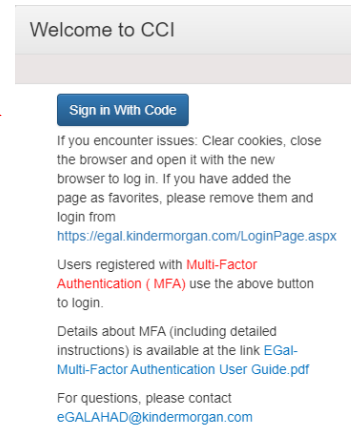 Welcome to CCI
Sign in With Code
If you encounter issues: Clear cookies, close
the browser and open it with the new
browser to log in. If you have added the
page as favorites, please remove them and
login from
https://egal.kindermorgan.com/LoginPage.aspx
Users registered with Multi-Factor
Authentication ( MFA) use the above button
to login.
Details about MFA (including detailed
instructions) is available at the link EGal-
Multi-Factor Authentication User Guide.pdf
For questions, please contact
eGALAHAD@kindermorgan.com